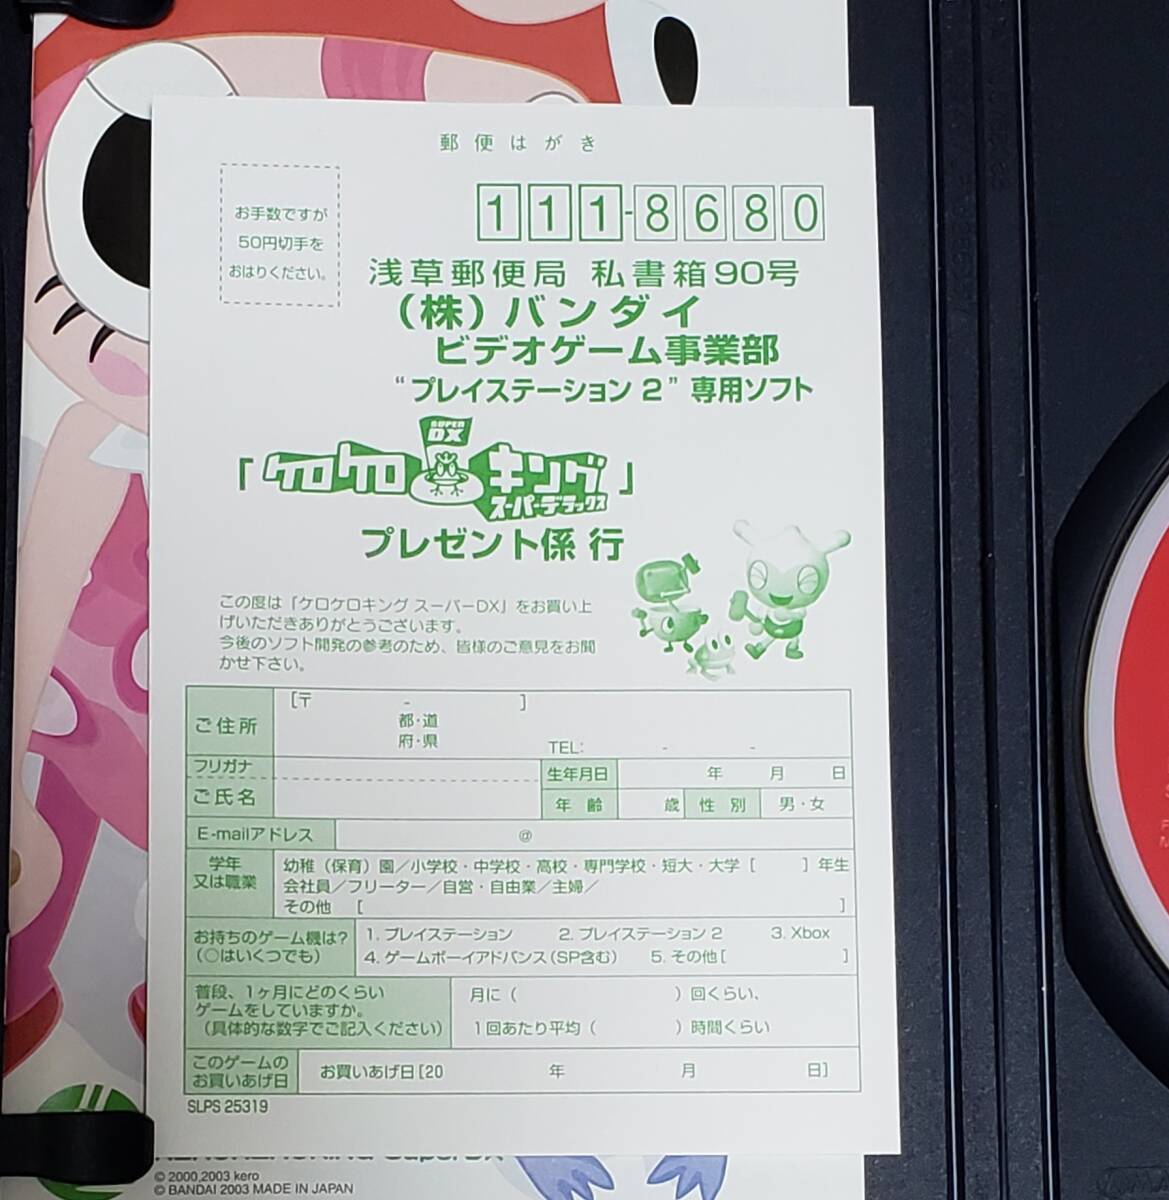 郵便はがき
お手数ですが
50円切手を
おはりください。
111-8680
浅草郵便局 私書箱90号
(株)バンダイ
ビデオゲーム事業部
“プレイステーション2”専用ソフト
SUPER
DX
「ケロケロキング
スーパーデラックス」
プレゼント係 行
この度は『ケロケロキング スーパーDX』をお買い上
げいただきありがとうございます。
今後のソフト開発の参考のため、皆様のご意見をお聞
かせ下さい。
ご住所 [〒 - ]
都・道
府・県
TEL: - -
フリガナ
ご氏名
生年月日 年 月 日
年 齢 歳 性 別 男・女
E-mailアドレス @
学年
又は職業
幼稚(保育)園/小学校・中学校・高校・専門学校・短大・大学[ ]年生
会社員/フリーター/自営・自由業/主婦/
その他 [ ]
お持ちのゲーム機は?
(○はいくつでも)
1. プレイステーション 2. プレイステーション2 3. Xbox
4. ゲームボーイアドバンス(SP含む) 5. その他[ ]
普段、1ヶ月にどのくらい
ゲームをしていますか。
(具体的な数字でご記入ください)
月に( )回くらい、
1回あたり平均( )時間くらい
このゲームの
お買いあげ日
お買いあげ日[20 年 月 日]
SLPS 25319
© 2000,2003 kero
© BANDAI 2003 MADE IN JAPAN